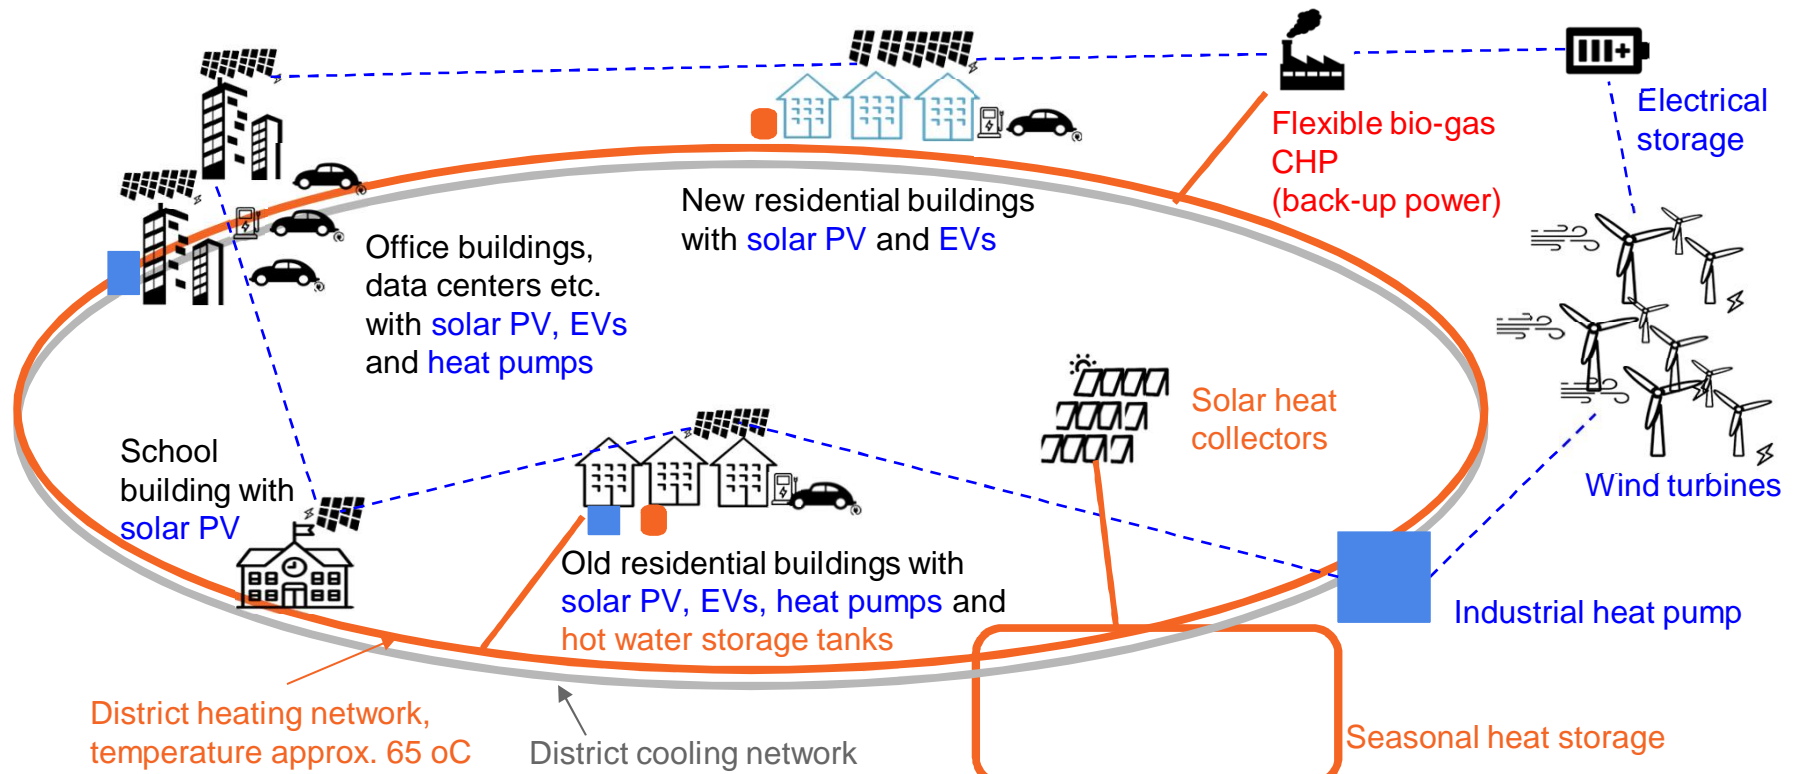 Electrical
storage
Flexible bio-gas
CHP
(back-up power)
New residential buildings
with solar PV and EVs
Office buildings,
data centers etc.
with solar PV, EVs
and heat pumps
Solar heat
collectors
School
building with
solar PV
Wind turbines
Old residential buildings with
solar PV, EVs, heat pumps and
hot water storage tanks
Industrial heat pump
District heating network,
temperature approx. 65 oC
District cooling network
Seasonal heat storage